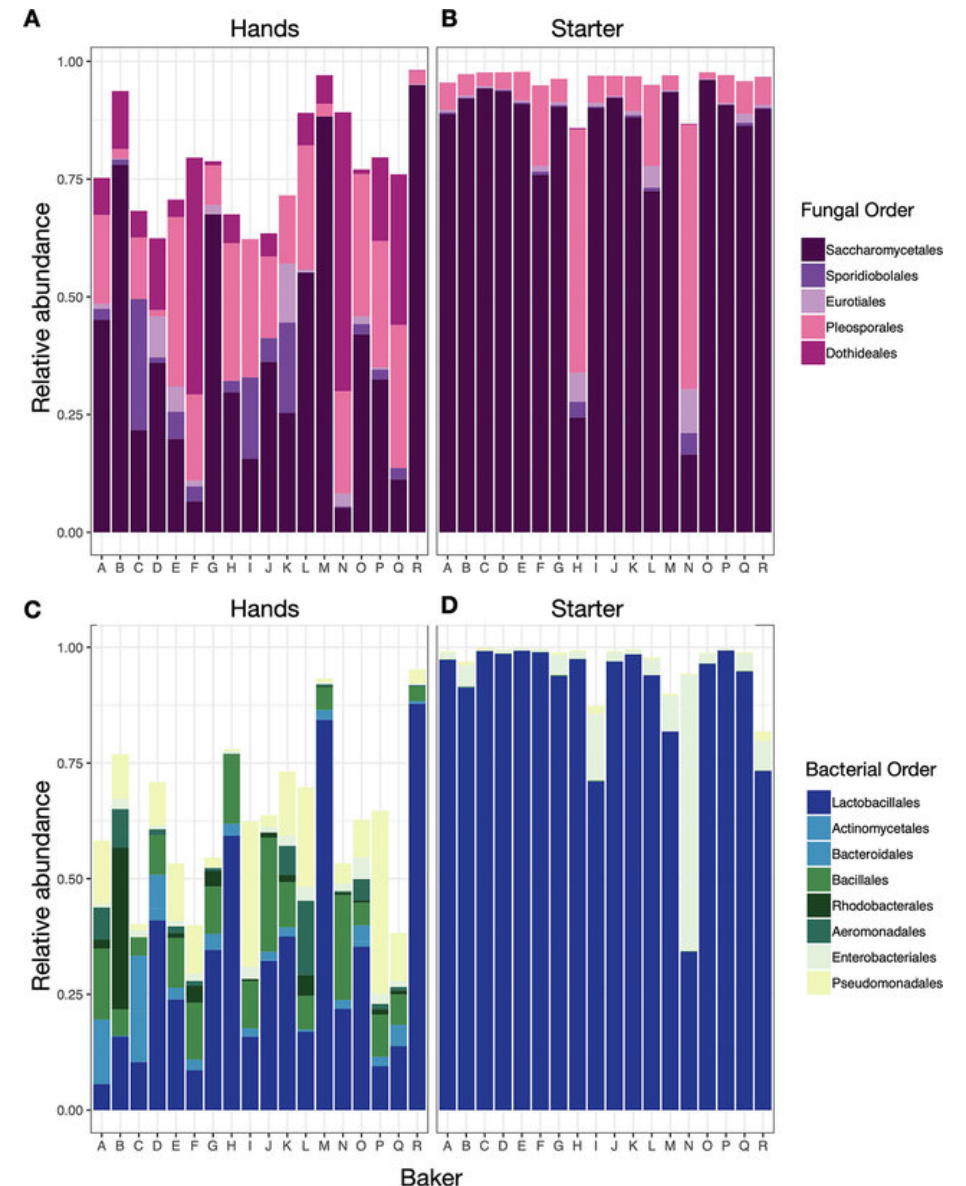 A
Hands
B
Starter
Relative abundance
1.00
0.75
0.50
0.25
0.00
A B C D E F G H I J K L M N O P Q R
A B C D E F G H I J K L M N O P Q R
Fungal Order
Saccharomycetales
Sporidiobolales
Eurotiales
Pleosporales
Dothideales
C
Hands
D
Starter
Relative abundance
1.00
0.75
0.50
0.25
0.00
A B C D E F G H I J K L M N O P Q R
A B C D E F G H I J K L M N O P Q R
Bacterial Order
Lactobacillales
Actinomycetales
Bacteroidales
Bacillales
Rhodobacterales
Aeromonadales
Enterobacteriales
Pseudomonadales
Baker